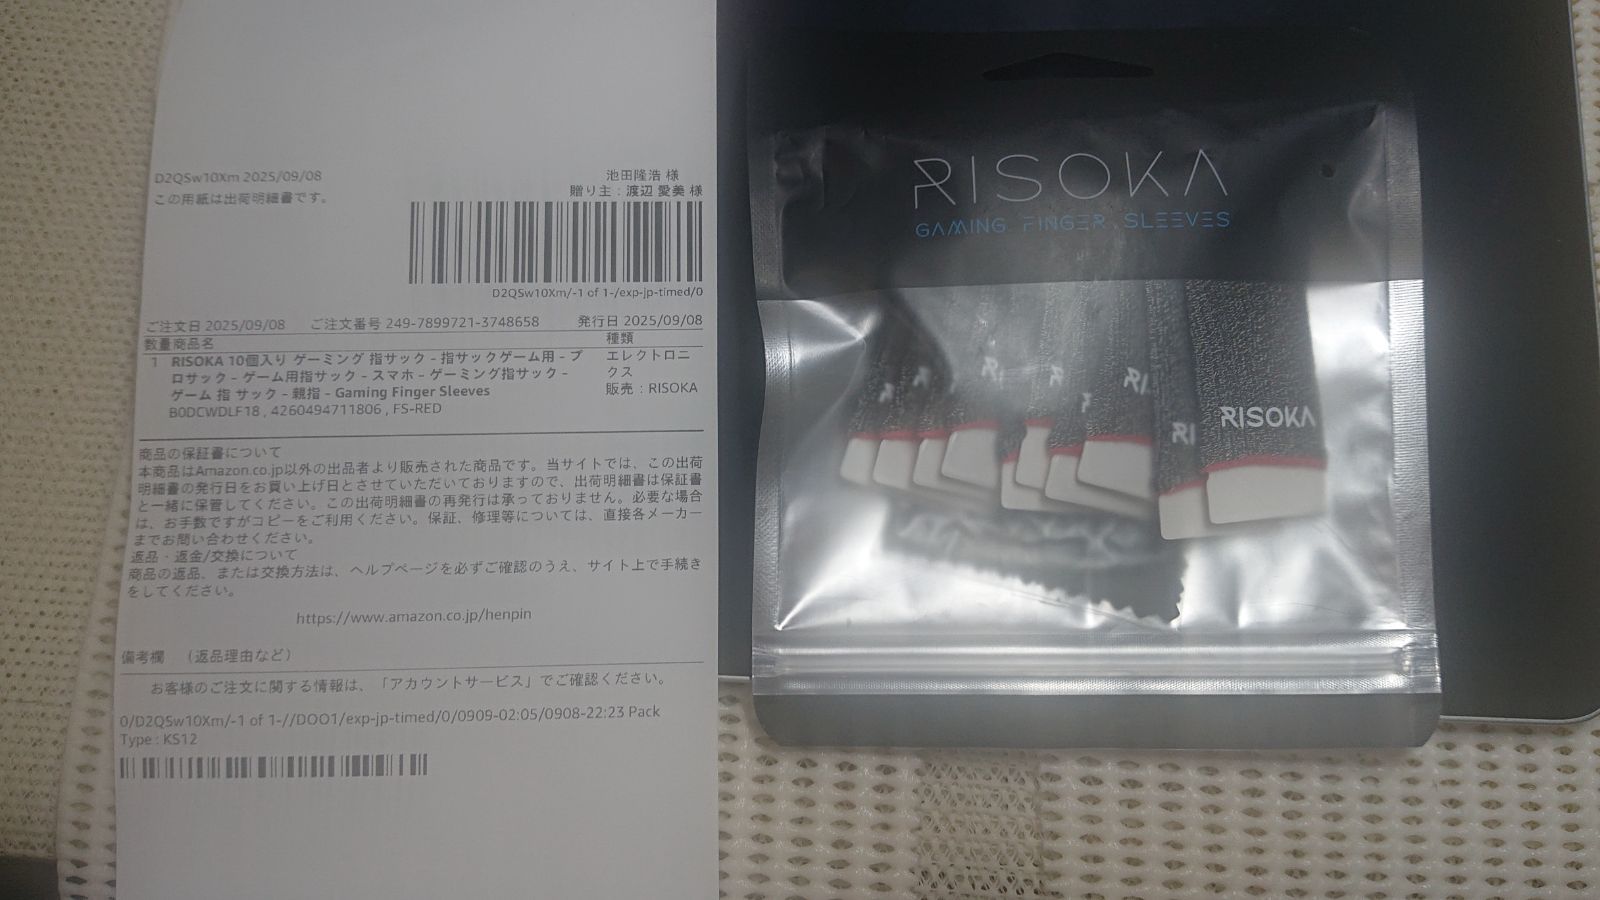 D2QSw10Xm 2025/09/08
この用紙は出荷明細書です。
池田隆浩 様
贈り主：渡辺 愛美 様
D2QSw10Xm/-1 of 1-/exp-jp-timed/0
ご注文日 2025/09/08 ご注文番号 249-7899721-3748658 発行日 2025/09/08
数量 商品名 種類
1 RISOKA 10個入り ゲーミング 指サック – 指サックゲーム用 – プ エレクトロニ
ロサック – ゲーム用指サック – スマホ – ゲーミング指サック – クス
ゲーム 指 サック – 親指 – Gaming Finger Sleeves 販売：RISOKA
B0DCWDLF18 , 4260494711806 , FS-RED
商品の保証書について
本商品はAmazon.co.jp以外の出品者より販売された商品です。当サイトでは、この出荷
明細書の発行日をお買い上げ日とさせていただいておりますので、出荷明細書は保証書
と一緒に保管してください。この出荷明細書の再発行は承っておりません。必要な場合
は、お手数ですがコピーをご利用ください。保証、修理等については、直接各メーカー
までお問い合わせください。
返品・返金/交換について
商品の返品、または交換方法は、ヘルプページを必ずご確認のうえ、サイト上で手続き
をしてください。
https://www.amazon.co.jp/henpin
備考欄 （返品理由など）
お客様のご注文に関する情報は、「アカウントサービス」でご確認ください。
0/D2QSw10Xm/-1 of 1-//DOO1/exp-jp-timed/0/0909-02:05/0908-22:23 Pack
Type : KS12
RISOKA
GAMING FINGER SLEEVES
RISOKA